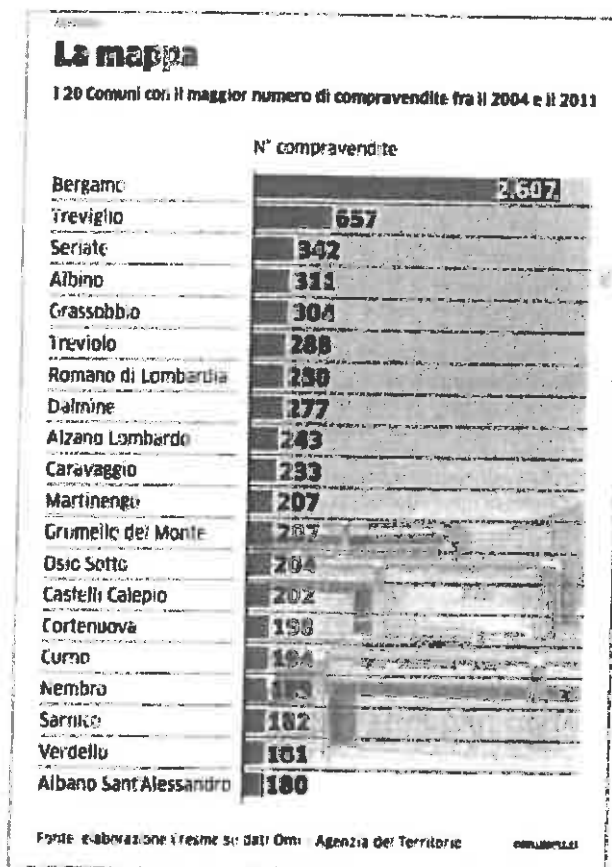 La mappa
I 20 Comuni con il maggior numero di compravendite fra il 2004 e il 2011
N° compravendite
Bergamo 2.607
Treviglio 657
Seriate 342
Albino 311
Grassobbio 304
Treviolo 288
Romano di Lombardia
Dalmine 277
Alzano Lombardo 243
Caravaggio 233
Martinengo 207
Grumello del Monte 207
Osio Sotto 204
Castelli Calepio 202
Cortenuova
Curno 194
Nembro
Sarnico 182
Verdello 181
Albano Sant'Alessandro 180
Fonte: elaborazione Cresme su dati Omi - Agenzia del Territorio